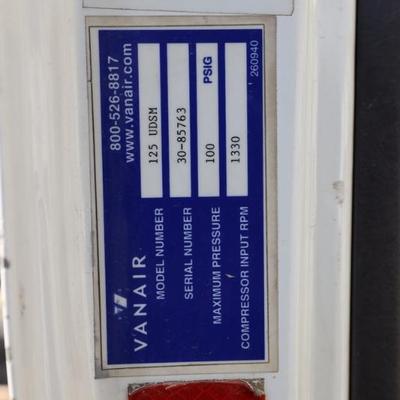 VANAIR
800-526-8817
www.vanair.com
MODEL NUMBER 125 UDSM
SERIAL NUMBER 30-85763
MAXIMUM PRESSURE 100 PSIG
COMPRESSOR INPUT RPM 1330
260940